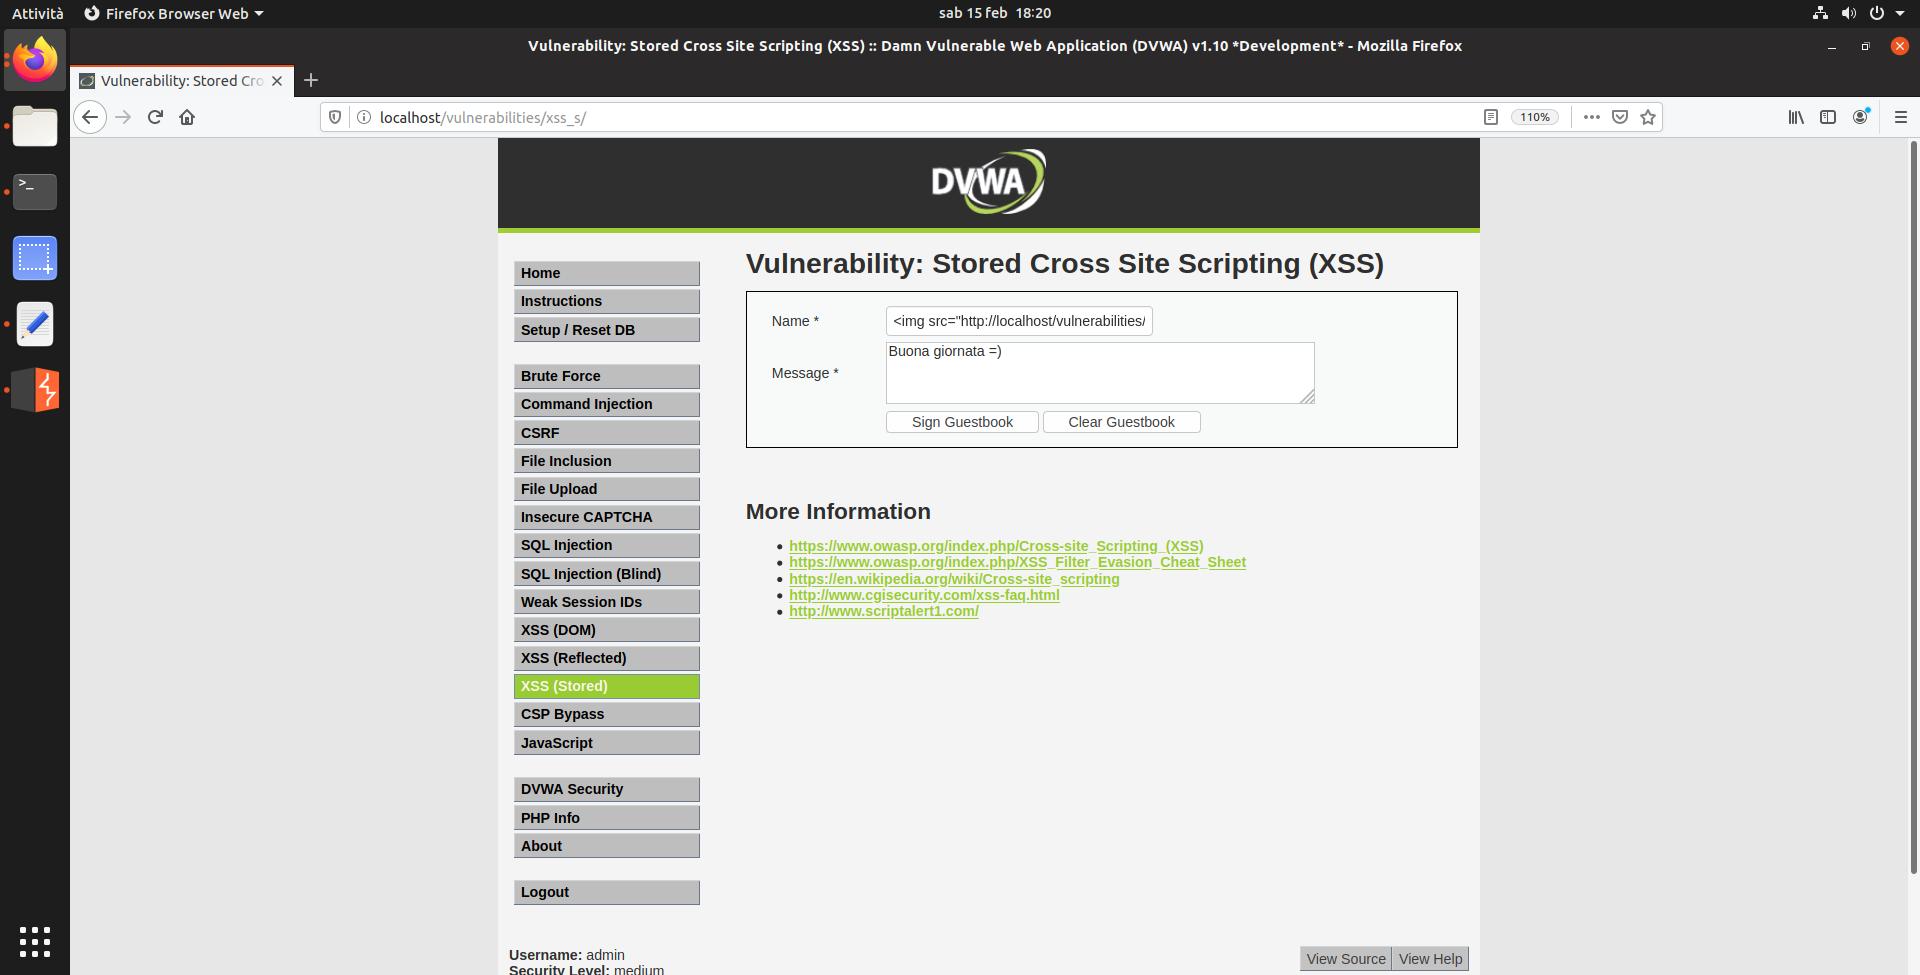 Attività Firefox Browser Web sab 15 feb 18:20
Vulnerability: Stored Cross Site Scripting (XSS) :: Damn Vulnerable Web Application (DVWA) v1.10 *Development* - Mozilla Firefox
Vulnerability: Stored Cro
localhost/vulnerabilities/xss_s/ 110%
DVWA
Home
Instructions
Setup / Reset DB
Brute Force
Command Injection
CSRF
File Inclusion
File Upload
Insecure CAPTCHA
SQL Injection
SQL Injection (Blind)
Weak Session IDs
XSS (DOM)
XSS (Reflected)
XSS (Stored)
CSP Bypass
JavaScript
DVWA Security
PHP Info
About
Logout
Vulnerability: Stored Cross Site Scripting (XSS)
Name * <img src="http://localhost/vulnerabilities/
Message * Buona giornata =)
Sign Guestbook Clear Guestbook
More Information
https://www.owasp.org/index.php/Cross-site_Scripting_(XSS)
https://www.owasp.org/index.php/XSS_Filter_Evasion_Cheat_Sheet
https://en.wikipedia.org/wiki/Cross-site_scripting
http://www.cgisecurity.com/xss-faq.html
http://www.scriptalert1.com/
Username: admin
Security Level: medium
View Source View Help